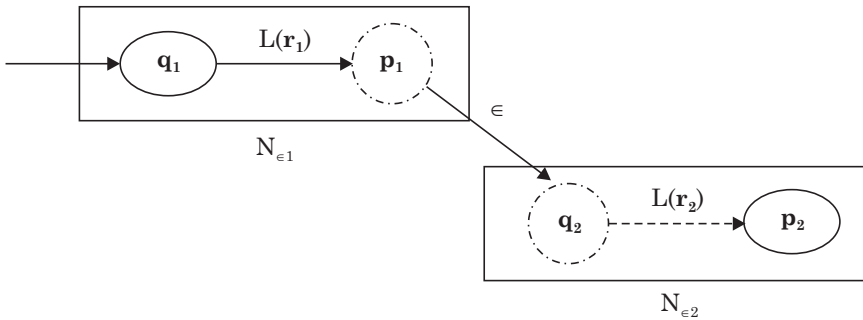 q₁ L(r₁) p₁
∈
N∈₁
q₂ L(r₂) p₂
N∈₂